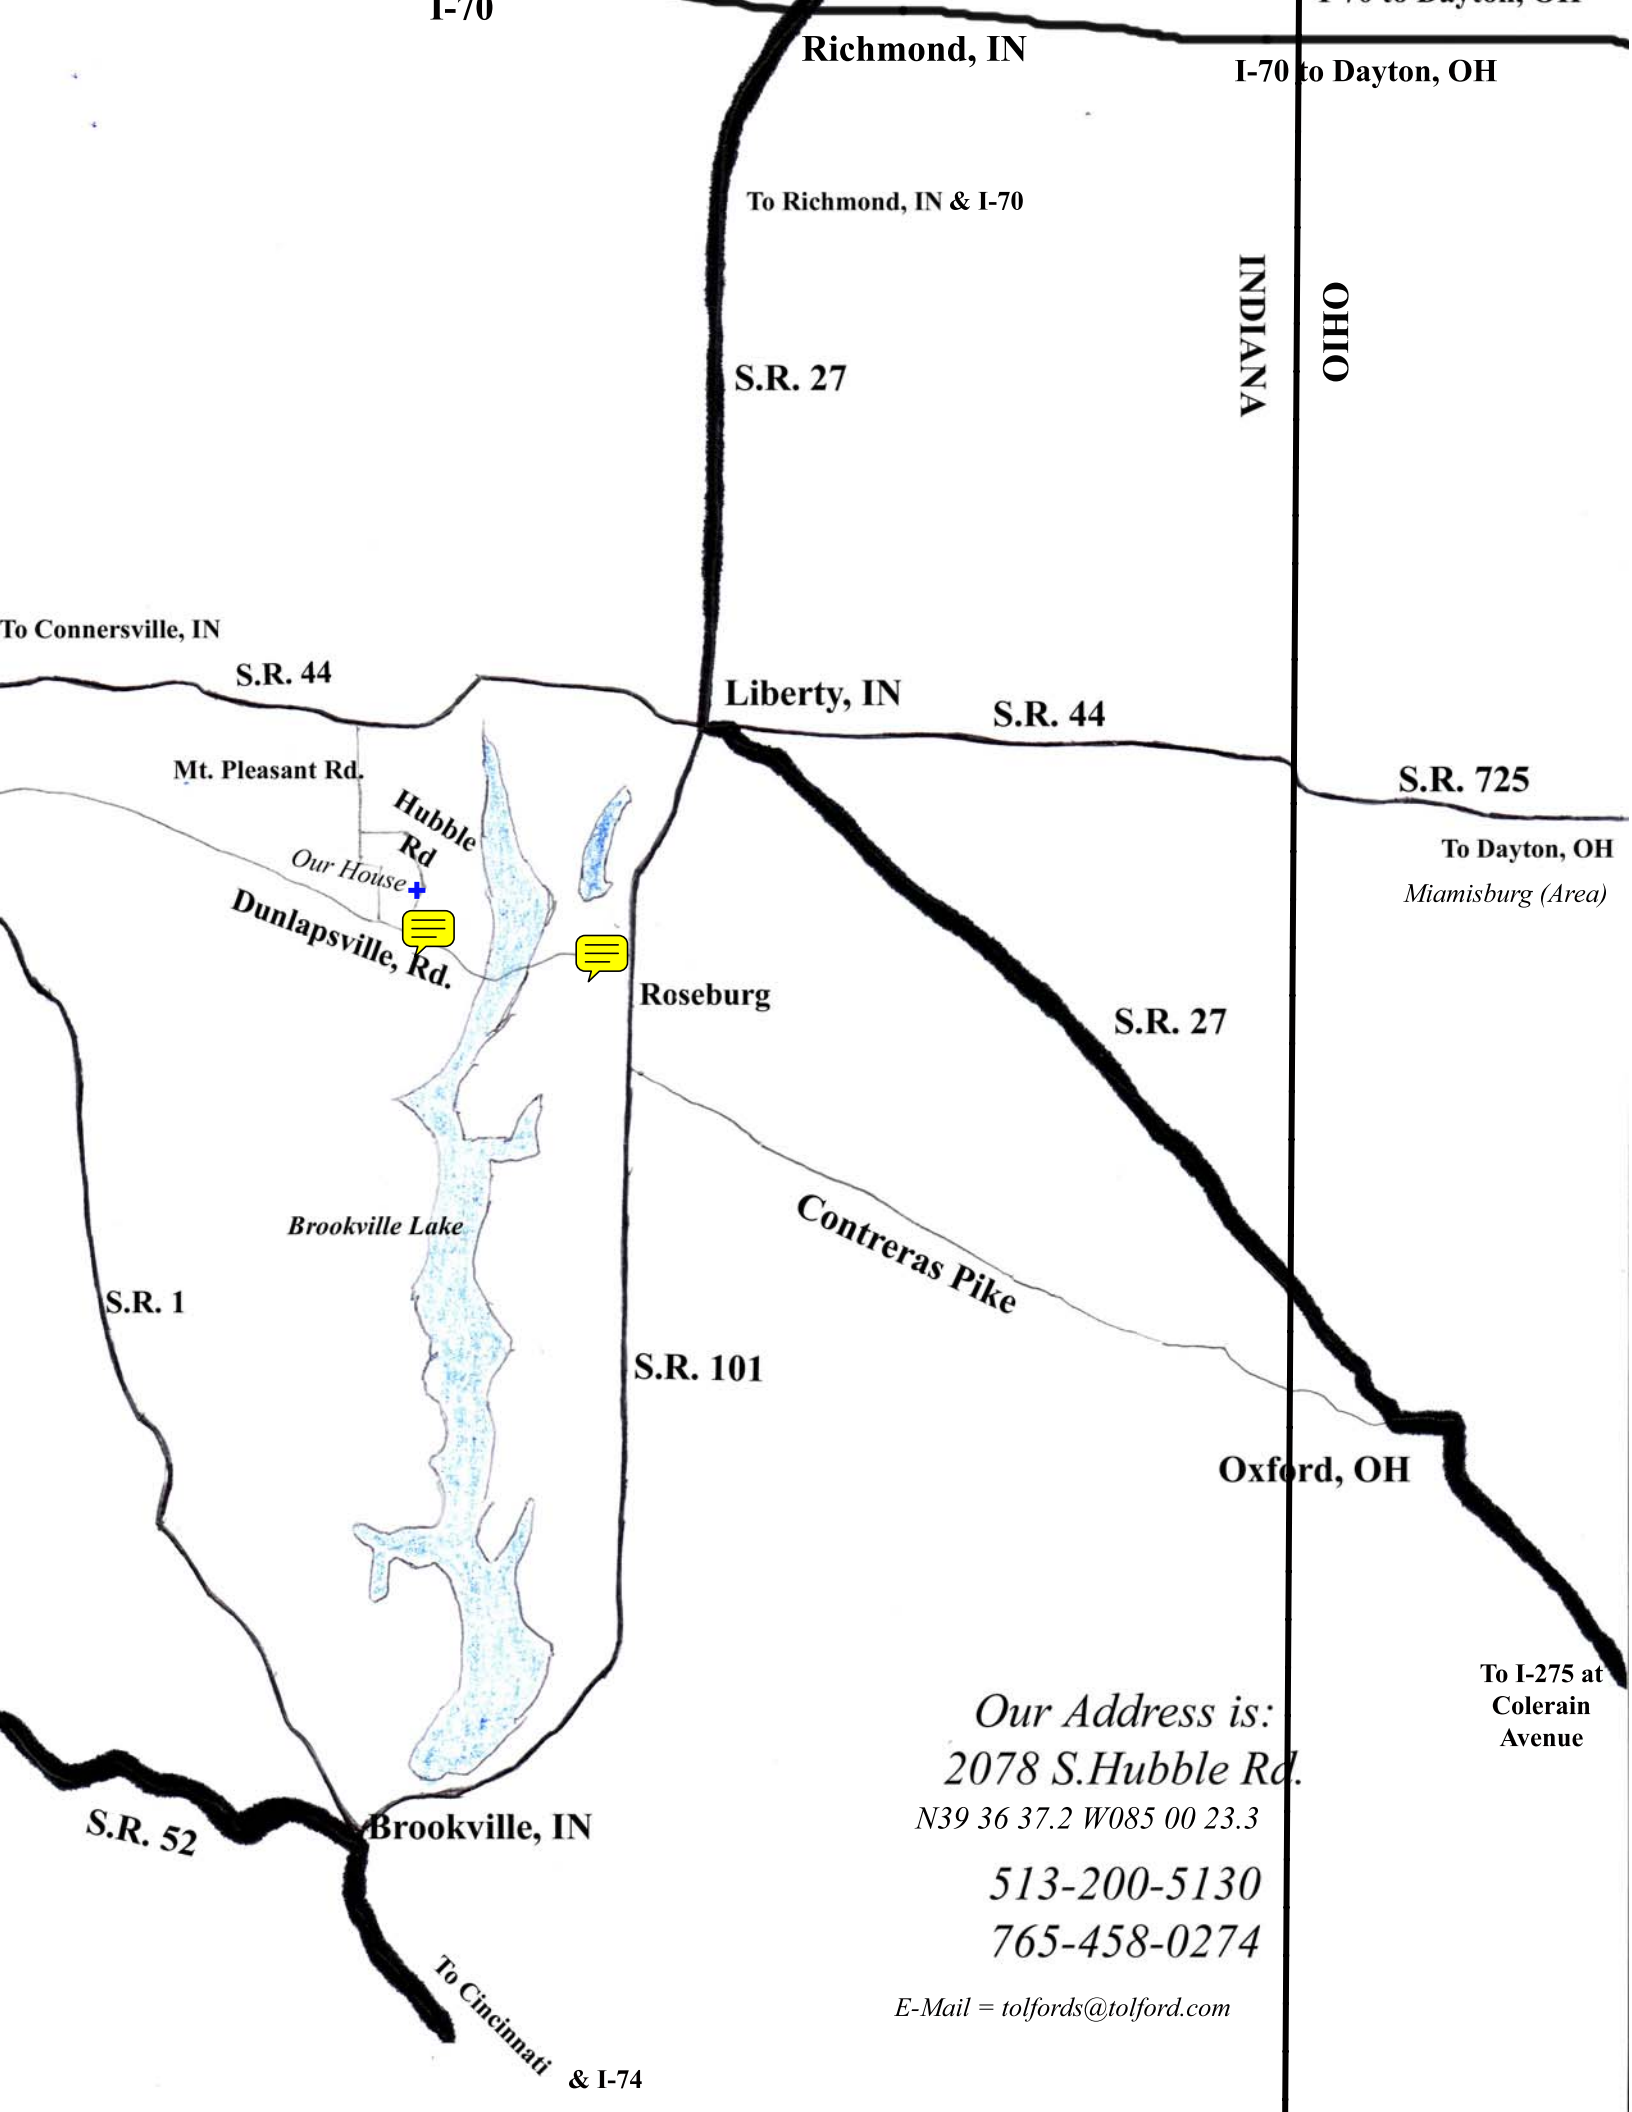 I-70
I-70 to Dayton, OH
Richmond, IN
I-70 to Dayton, OH
To Richmond, IN & I-70
INDIANA
OHIO
S.R. 27
To Connersville, IN
S.R. 44
Liberty, IN
S.R. 44
Mt. Pleasant Rd.
S.R. 725
Hubble
Rd
To Dayton, OH
Our House
Miamisburg (Area)
Dunlapsville, Rd.
Roseburg
S.R. 27
Contreras Pike
Brookville Lake
S.R. 1
S.R. 101
Oxford, OH
To I-275 at
Colerain
Avenue
Our Address is:
2078 S.Hubble Rd.
N39 36 37.2 W085 00 23.3
S.R. 52
Brookville, IN
513-200-5130
765-458-0274
To Cincinnati
& I-74
E-Mail = tolfords@tolford.com